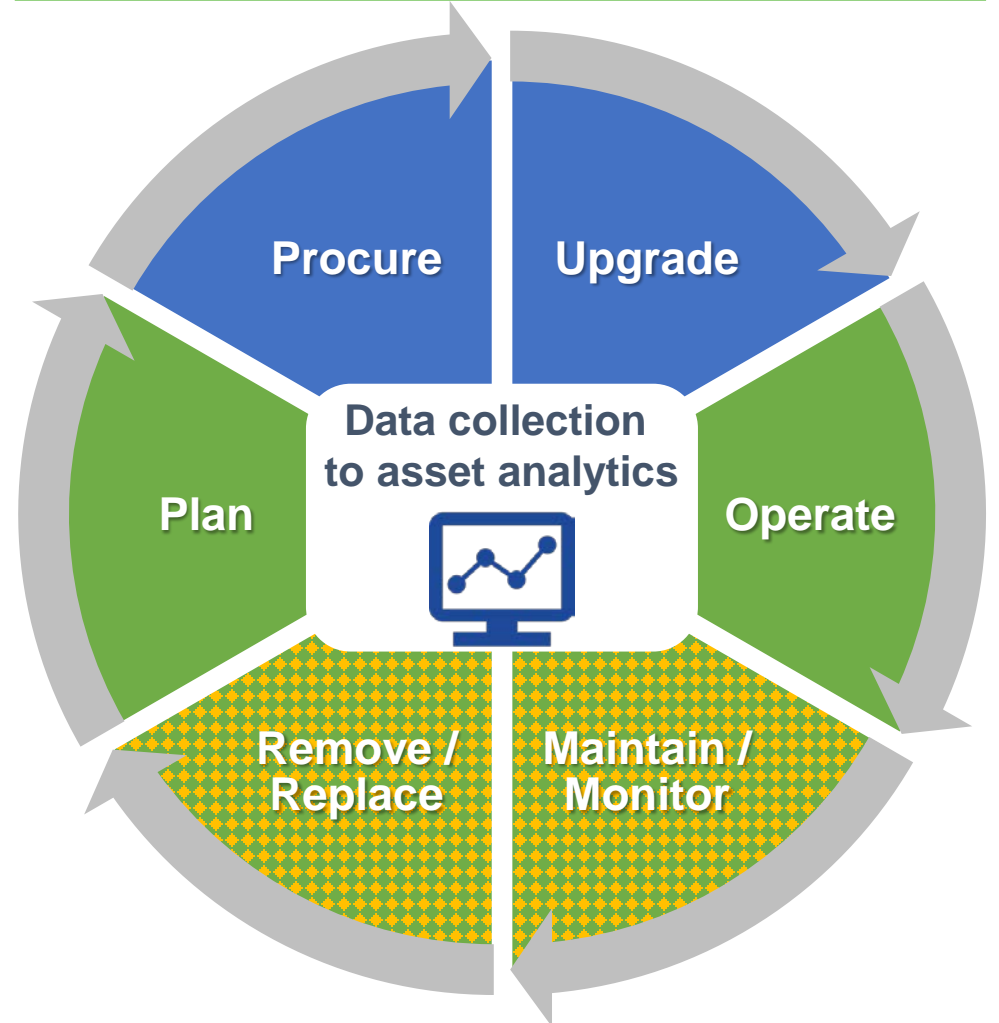 Procure
Upgrade
Data collection
to asset analytics
Plan
Operate
Remove /
Replace
Maintain /
Monitor